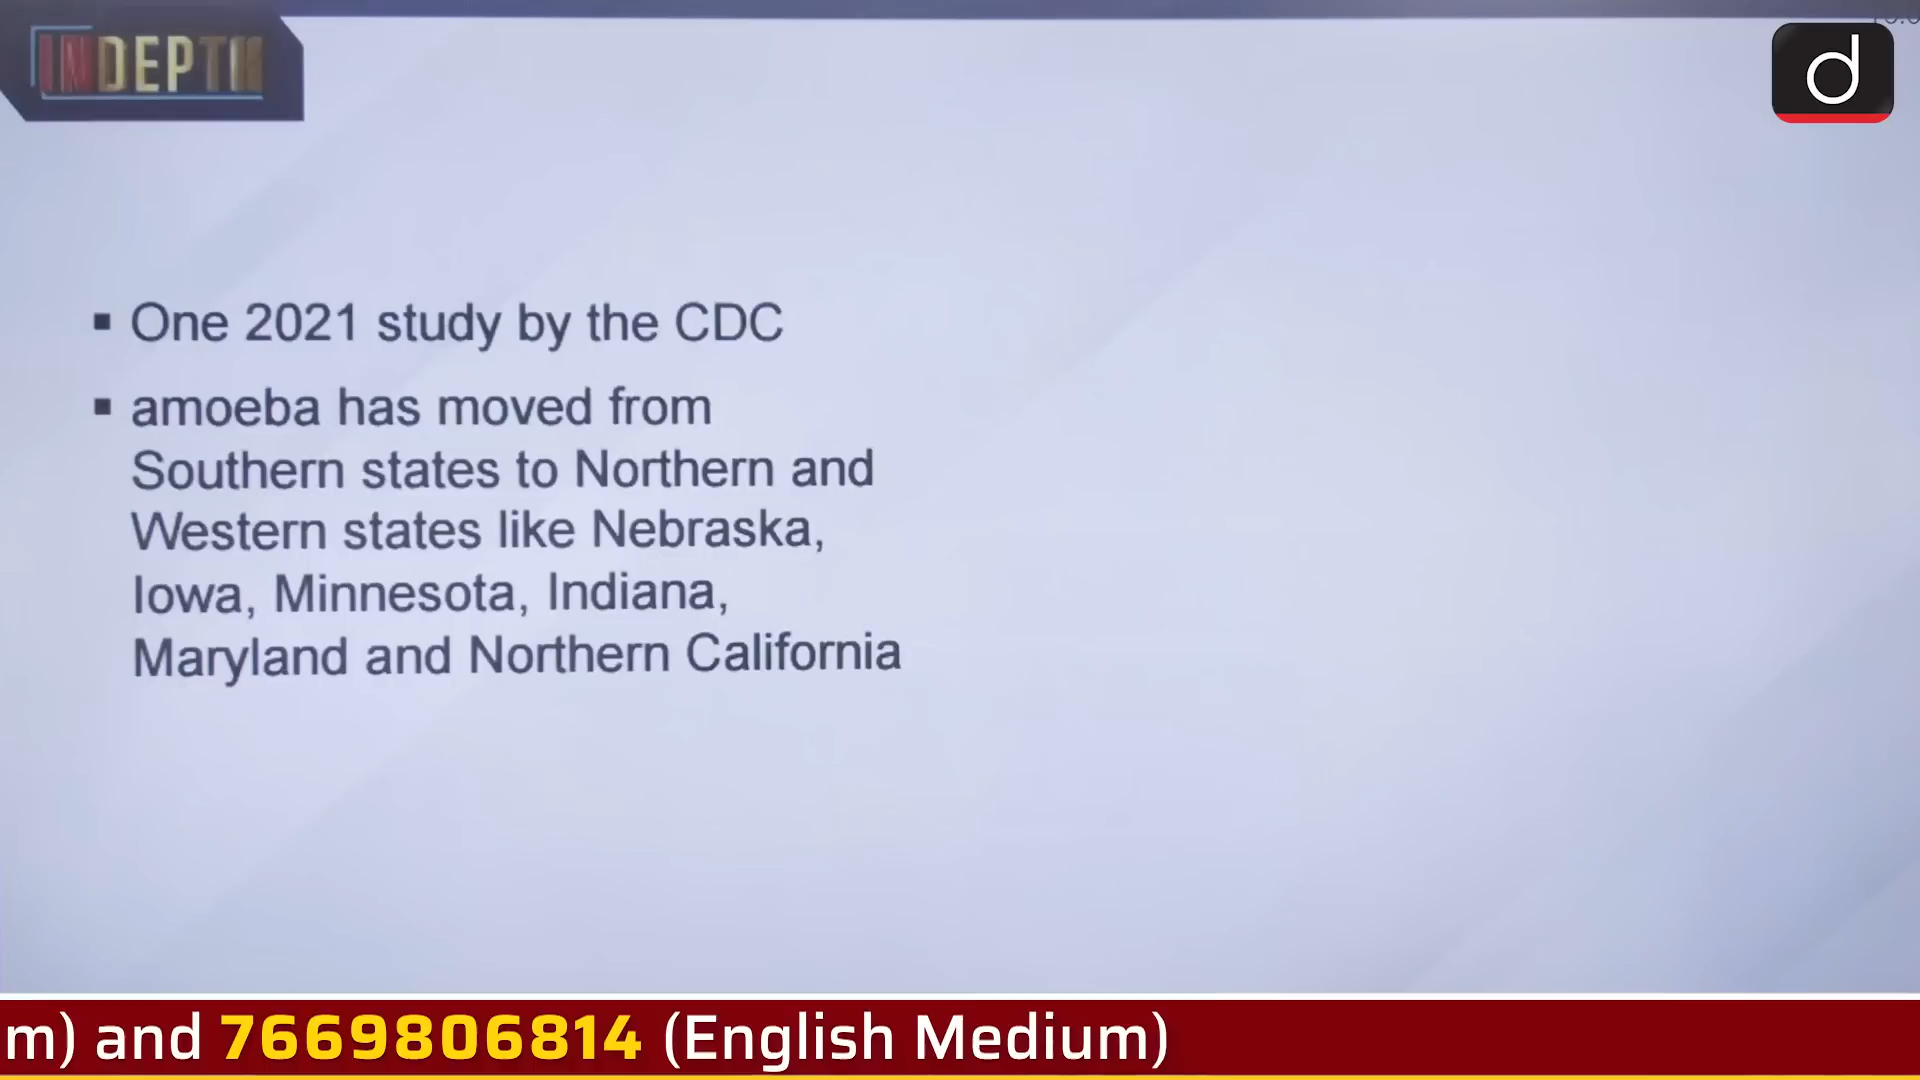 INDEPTH
d
▪ One 2021 study by the CDC
▪ amoeba has moved from
Southern states to Northern and
Western states like Nebraska,
Iowa, Minnesota, Indiana,
Maryland and Northern California
m) and 7669806814 (English Medium)